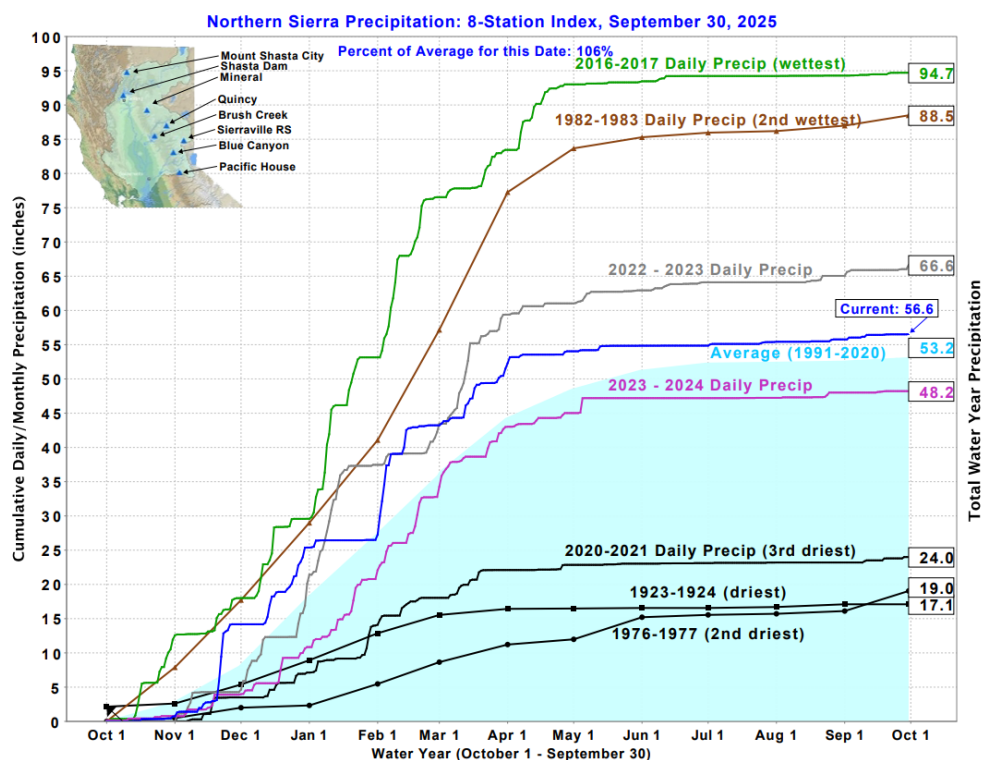 Northern Sierra Precipitation: 8-Station Index, September 30, 2025
Percent of Average for this Date: 106%
Mount Shasta City
Shasta Dam
Mineral
Quincy
Brush Creek
Sierraville RS
Blue Canyon
Pacific House
2016-2017 Daily Precip (wettest)
94.7
1982-1983 Daily Precip (2nd wettest)
88.5
2022 - 2023 Daily Precip
66.6
Current: 56.6
Average (1991-2020)
53.2
2023 - 2024 Daily Precip
48.2
2020-2021 Daily Precip (3rd driest)
24.0
1923-1924 (driest)
19.0
17.1
1976-1977 (2nd driest)
Cumulative Daily/Monthly Precipitation (inches)
100
95
90
85
80
75
70
65
60
55
50
45
40
35
30
25
20
15
10
5
0
Total Water Year Precipitation
Oct 1 Nov 1 Dec 1 Jan 1 Feb 1 Mar 1 Apr 1 May 1 Jun 1 Jul 1 Aug 1 Sep 1 Oct 1
Water Year (October 1 - September 30)